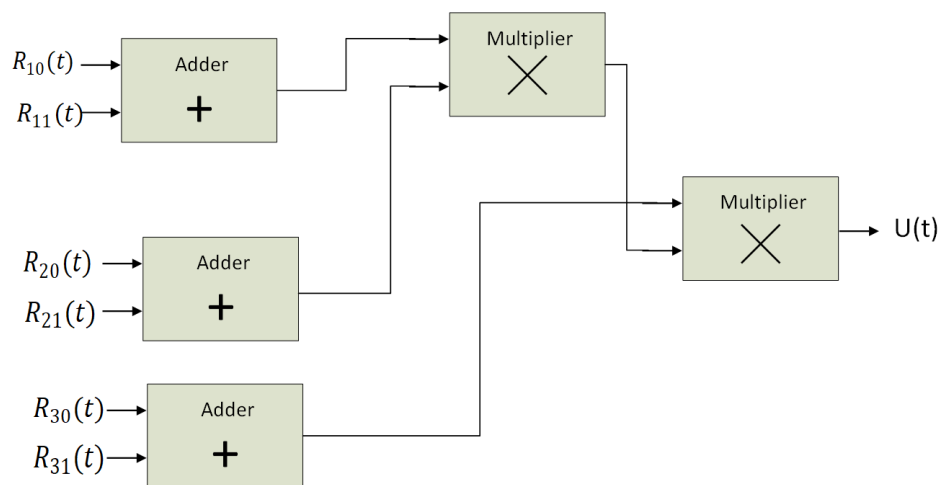 R₁₀(t)
R₁₁(t)
Adder
+
Multiplier
×
R₂₀(t)
R₂₁(t)
Adder
+
Multiplier
×
U(t)
R₃₀(t)
R₃₁(t)
Adder
+